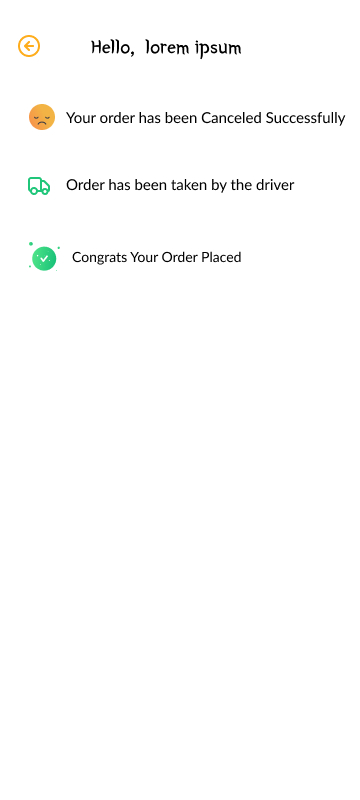 Hello, lorem ipsum
Your order has been Canceled Successfully
Order has been taken by the driver
Congrats Your Order Placed